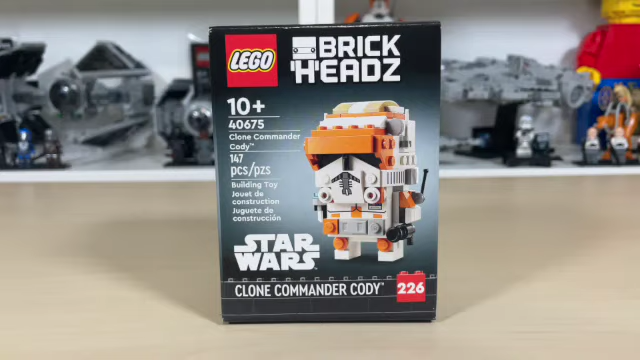 LEGO
BRICK
HEADZ
10+
40675
Clone Commander
Cody™
147
pcs/pzs
Building Toy
Jouet de
construction
Juguete de
construcción
STAR
WARS
CLONE COMMANDER CODY™
226